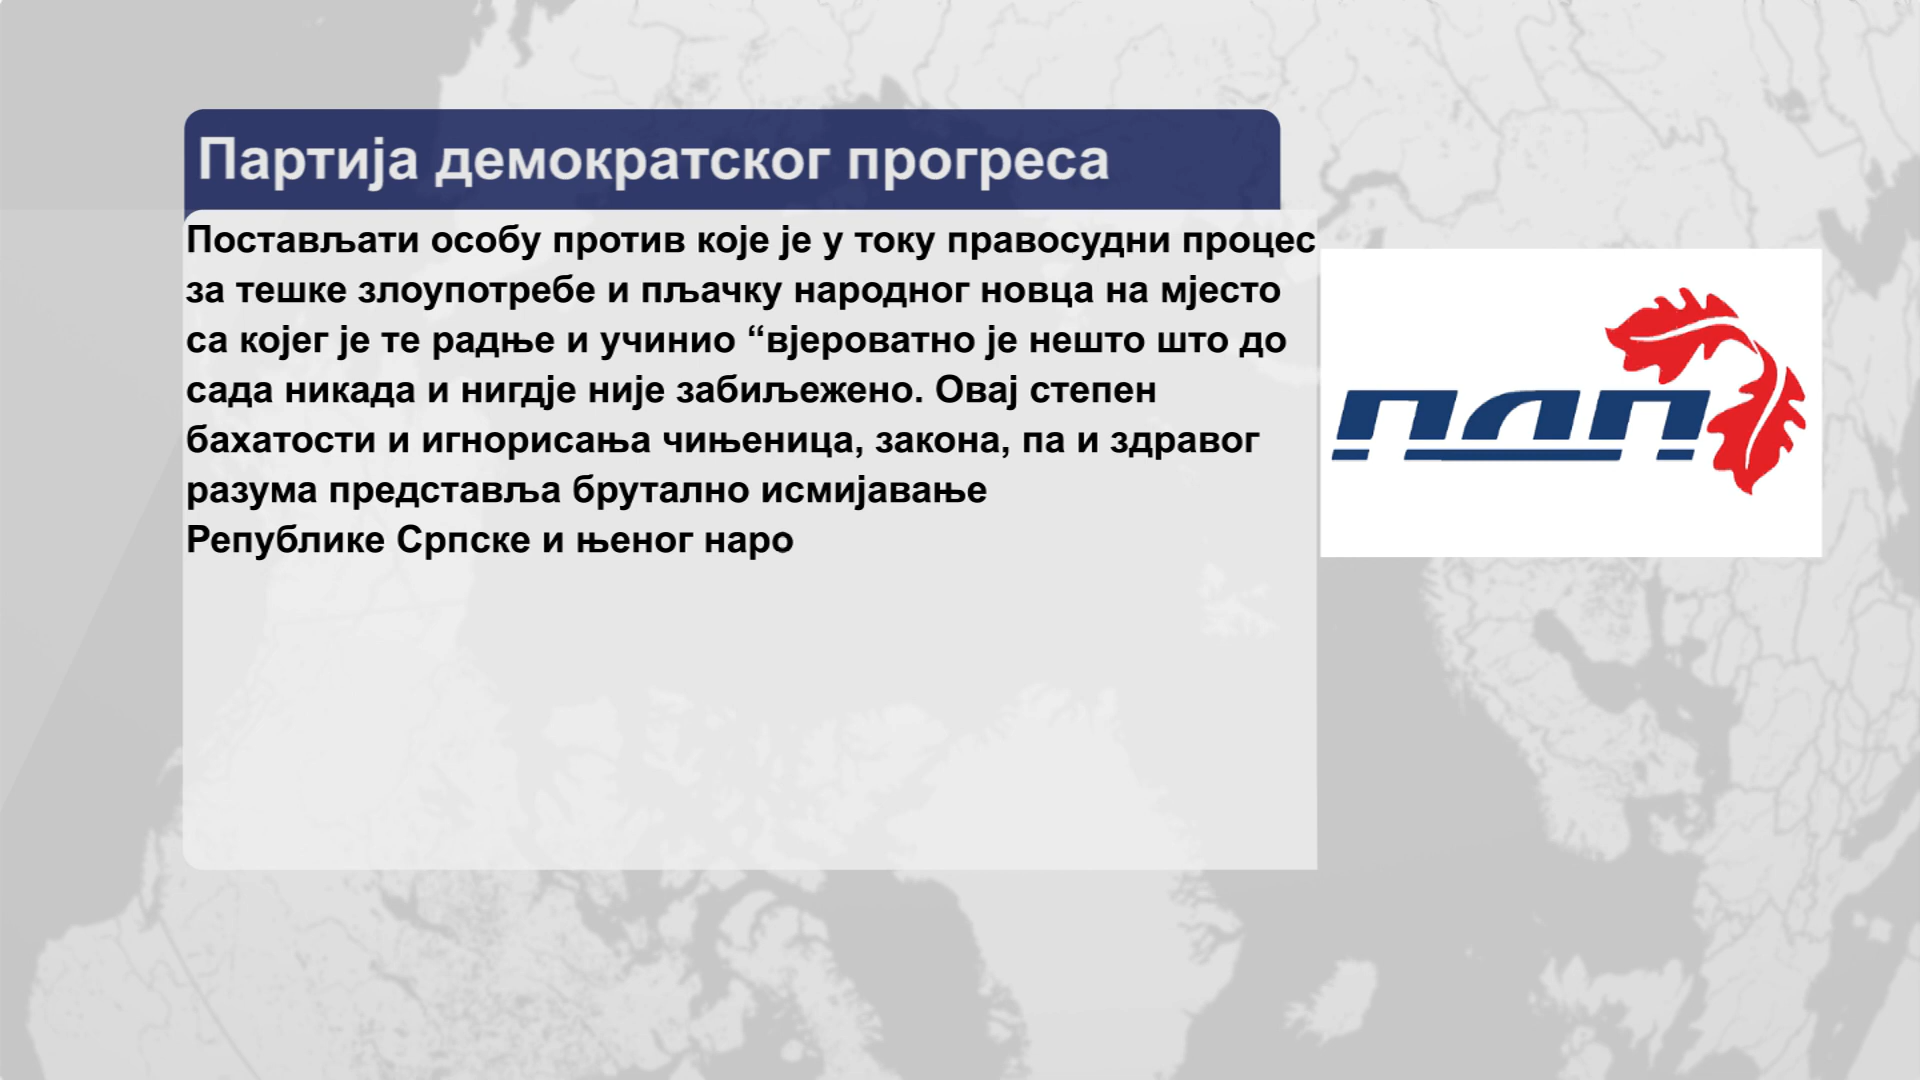 Партија демократског прогреса
Постављати особу против које је у току правосудни процес
за тешке злоупотребе и пљачку народног новца на мјесто
са којег је те радње и учинио “вјероватно је нешто што до
сада никада и нигдје није забиљежено. Овај степен
бахатости и игнорисања чињеница, закона, па и здравог
разума представља брутално исмијавање
Републике Српске и њеног наро
ПДП